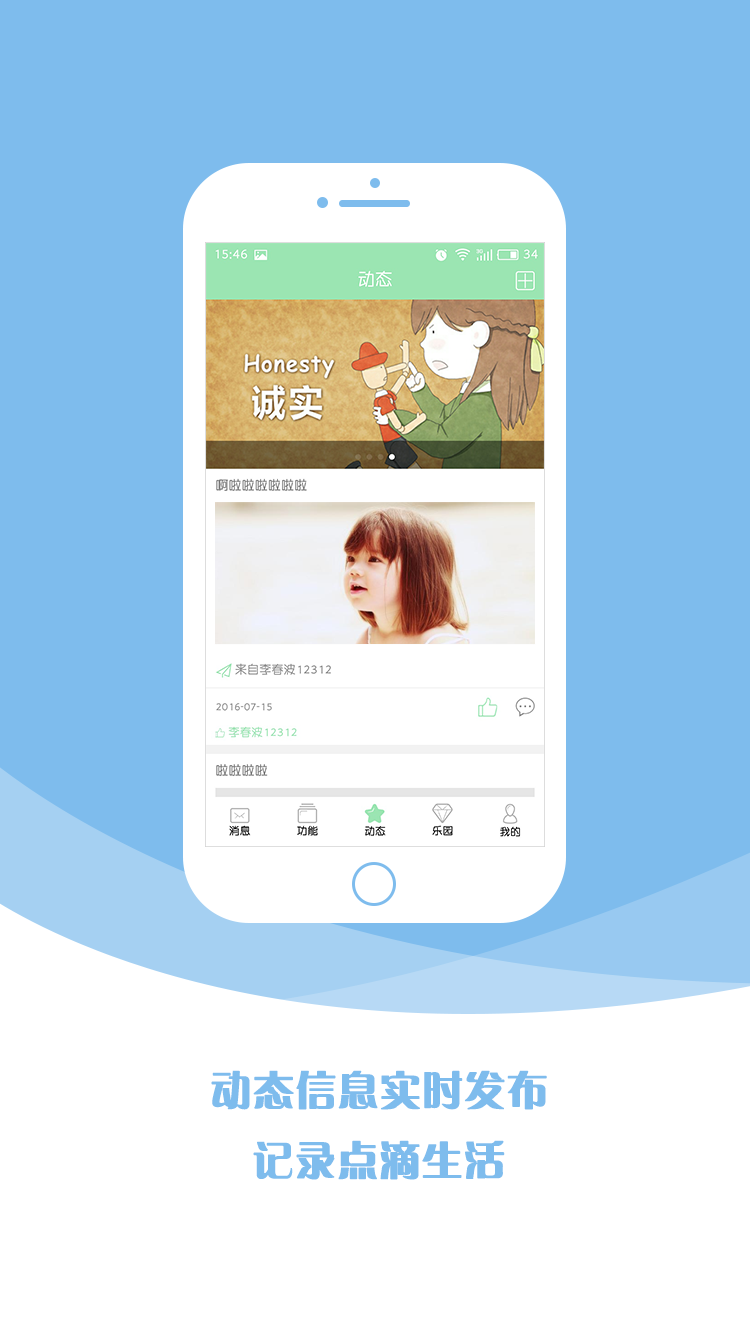 15:46
3G
34
动态
Honesty
诚实
啊啦啦啦啦啦啦
来自李春波12312
2016-07-15
李春波12312
啦啦啦啦
消息
功能
动态
乐园
我的
动态信息实时发布
记录点滴生活